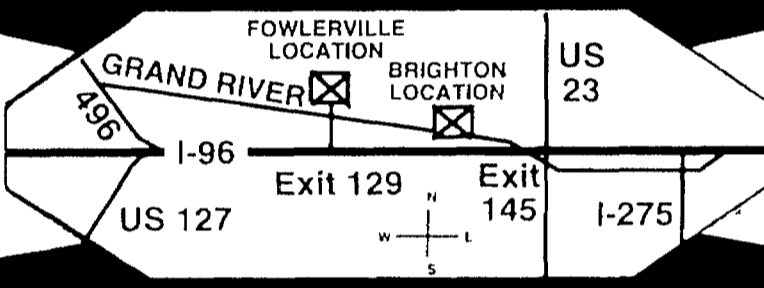 FOWLERVILLE
LOCATION
GRAND RIVER
BRIGHTON
LOCATION
US
23
496
I-96
Exit 129
Exit
145
US 127
I-275
N
W
L
S